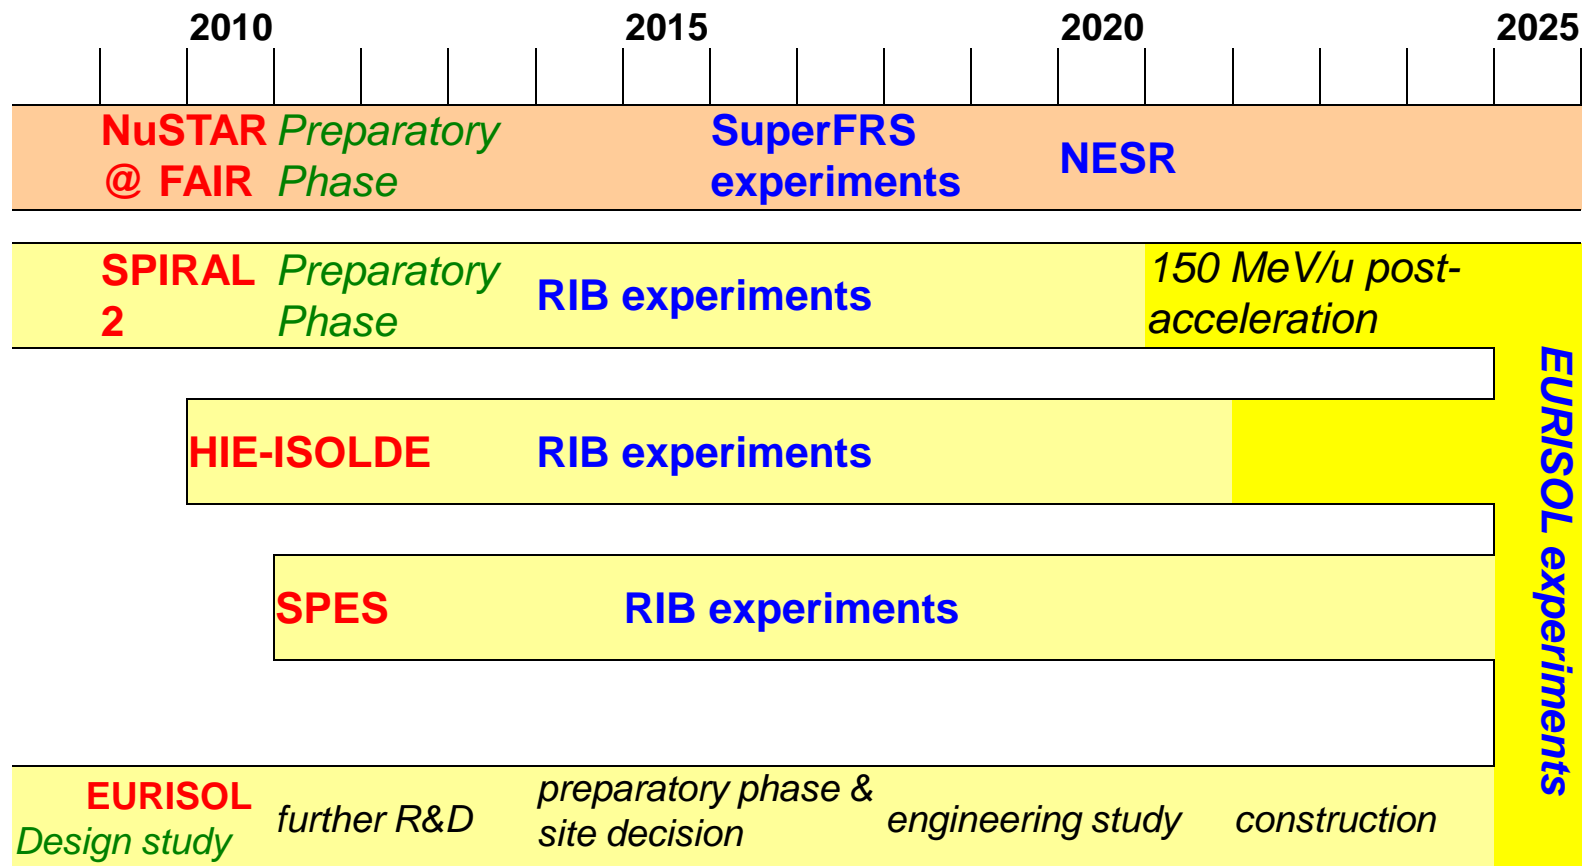 2010 2015 2020 2025
NuSTAR
@ FAIR
Preparatory
Phase
SuperFRS
experiments
NESR
SPIRAL
2
Preparatory
Phase
RIB experiments
150 MeV/u post-
acceleration
HIE-ISOLDE
RIB experiments
SPES
RIB experiments
EURISOL experiments
EURISOL
Design study
further R&D
preparatory phase &
site decision
engineering study
construction